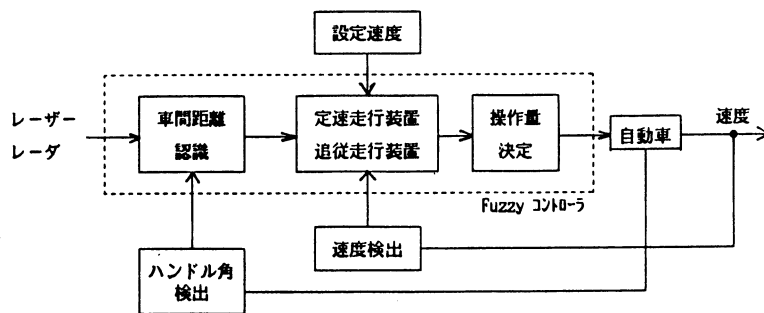 設定速度
レーザー
レーダ
車間距離
認識
定速走行装置
追従走行装置
操作量
決定
自動車
速度
Fuzzy コントローラ
速度検出
ハンドル角
検出